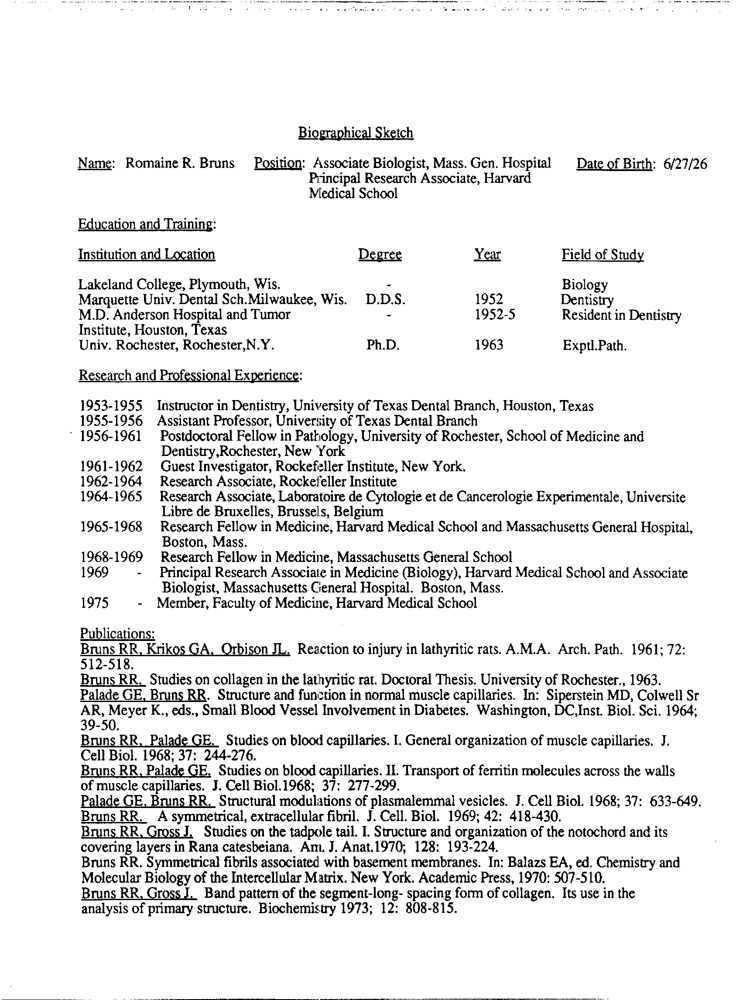 Biographical Sketch
Name: Romaine R. Bruns Position: Associate Biologist, Mass. Gen. Hospital Date of Birth: 6/27/26
Principal Research Associate, Harvard
Medical School
Education and Training:
Institution and Location Degree Year Field of Study
Lakeland College, Plymouth, Wis. - Biology
Marquette Univ. Dental Sch.Milwaukee, Wis. D.D.S. 1952 Dentistry
M.D. Anderson Hospital and Tumor - 1952-5 Resident in Dentistry
Institute, Houston, Texas
Univ. Rochester, Rochester,N.Y. Ph.D. 1963 Exptl.Path.
Research and Professional Experience:
1953-1955 Instructor in Dentistry, University of Texas Dental Branch, Houston, Texas
1955-1956 Assistant Professor, University of Texas Dental Branch
1956-1961 Postdoctoral Fellow in Pathology, University of Rochester, School of Medicine and
Dentistry,Rochester, New York
1961-1962 Guest Investigator, Rockefeller Institute, New York.
1962-1964 Research Associate, Rockefeller Institute
1964-1965 Research Associate, Laboratoire de Cytologie et de Cancerologie Experimentale, Universite
Libre de Bruxelles, Brussels, Belgium
1965-1968 Research Fellow in Medicine, Harvard Medical School and Massachusetts General Hospital,
Boston, Mass.
1968-1969 Research Fellow in Medicine, Massachusetts General School
1969 - Principal Research Associate in Medicine (Biology), Harvard Medical School and Associate
Biologist, Massachusetts General Hospital. Boston, Mass.
1975 - Member, Faculty of Medicine, Harvard Medical School
Publications:
Bruns RR, Krikos GA, Orbison JL. Reaction to injury in lathyritic rats. A.M.A. Arch. Path. 1961; 72:
512-518.
Bruns RR. Studies on collagen in the lathyritic rat. Doctoral Thesis. University of Rochester., 1963.
Palade GE, Bruns RR. Structure and function in normal muscle capillaries. In: Siperstein MD, Colwell Sr
AR, Meyer K., eds., Small Blood Vessel Involvement in Diabetes. Washington, DC,Inst. Biol. Sci. 1964;
39-50.
Bruns RR, Palade GE. Studies on blood capillaries. I. General organization of muscle capillaries. J.
Cell Biol. 1968; 37: 244-276.
Bruns RR, Palade GE. Studies on blood capillaries. II. Transport of ferritin molecules across the walls
of muscle capillaries. J. Cell Biol.1968; 37: 277-299.
Palade GE, Bruns RR. Structural modulations of plasmalemmal vesicles. J. Cell Biol. 1968; 37: 633-649.
Bruns RR. A symmetrical, extracellular fibril. J. Cell. Biol. 1969; 42: 418-430.
Bruns RR, Gross J. Studies on the tadpole tail. I. Structure and organization of the notochord and its
covering layers in Rana catesbeiana. Am. J. Anat.1970; 128: 193-224.
Bruns RR. Symmetrical fibrils associated with basement membranes. In: Balazs EA, ed. Chemistry and
Molecular Biology of the Intercellular Matrix. New York. Academic Press, 1970: 507-510.
Bruns RR, Gross J. Band pattern of the segment-long- spacing form of collagen. Its use in the
analysis of primary structure. Biochemistry 1973; 12: 808-815.